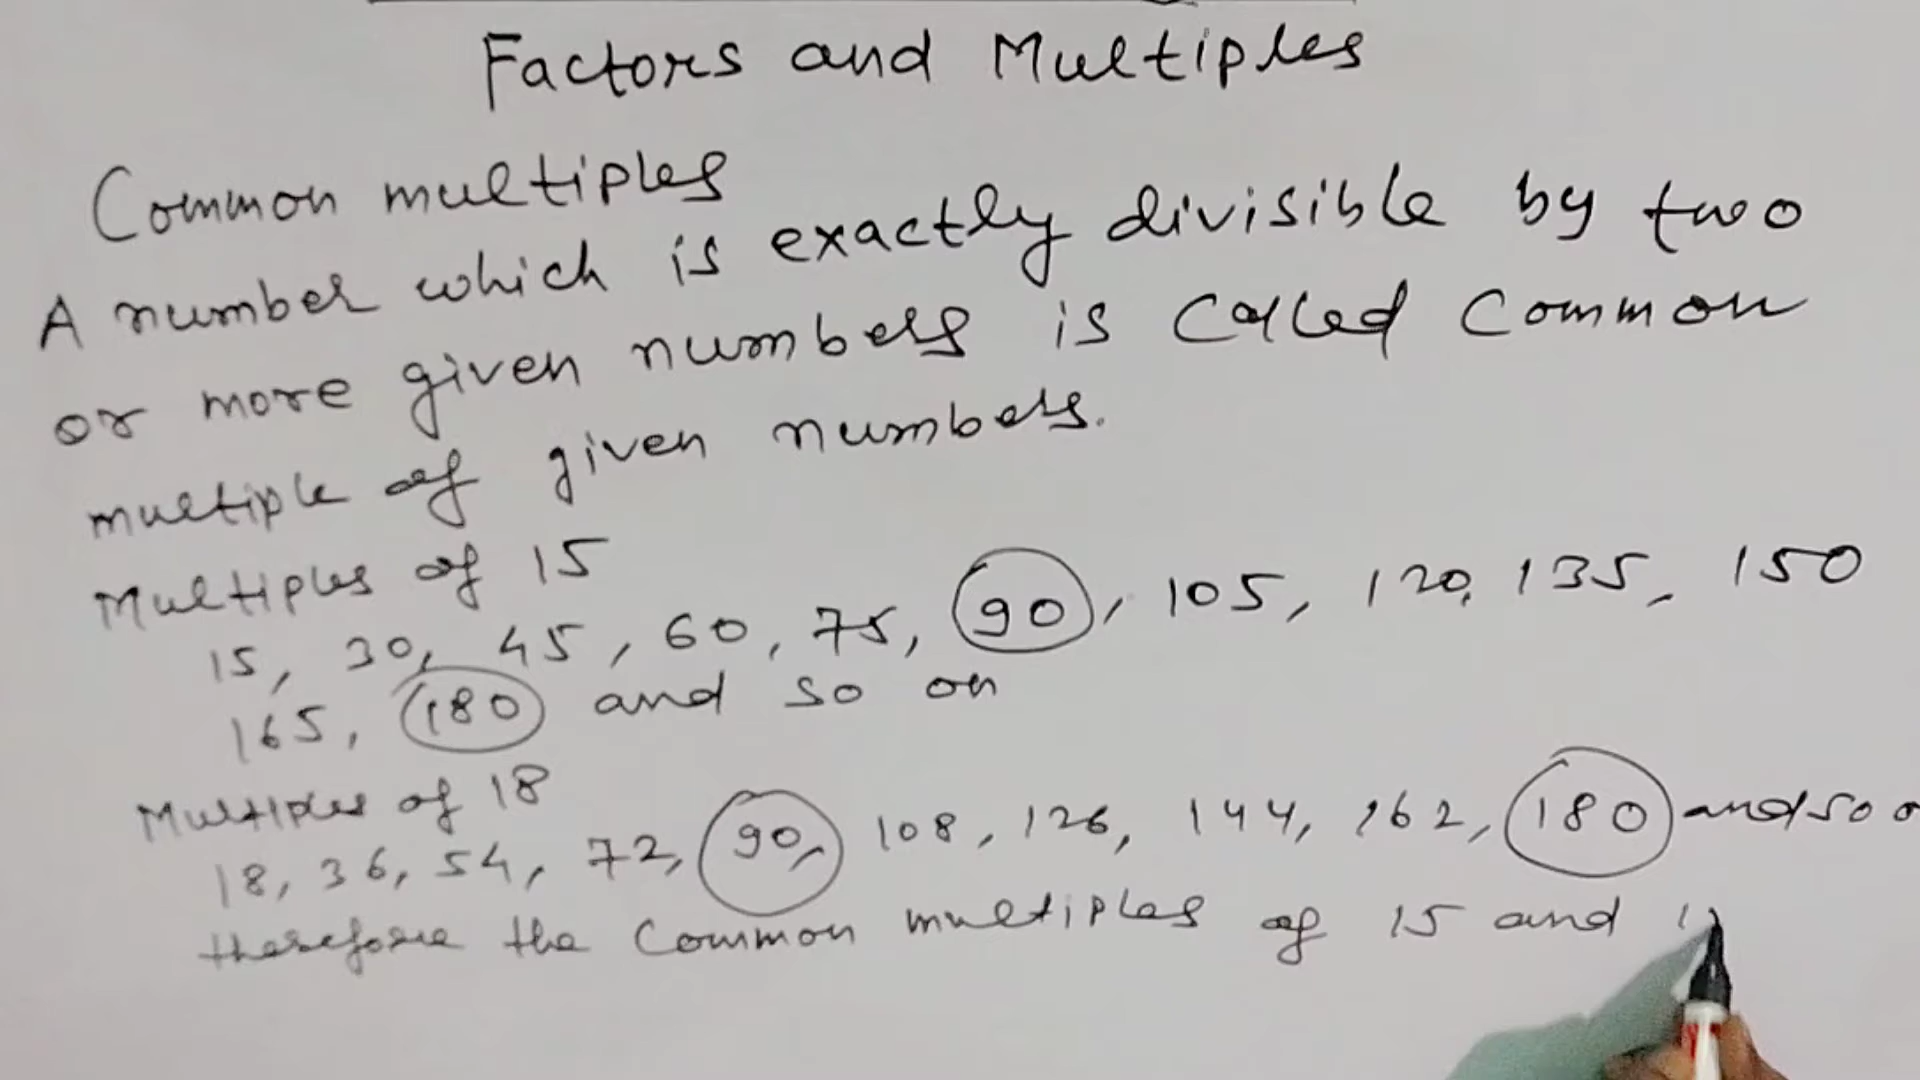 Factors and Multiples
Common multiples
A number which is exactly divisible by two
or more given numbers is called common
multiple of given numbers.
Multiples of 15
15, 30, 45, 60, 75, 90, 105, 120, 135, 150
165, 180 and so on
Multiples of 18
18, 36, 54, 72, 90, 108, 126, 144, 162, 180 and so o
therefore the Common multiples of 15 and 1